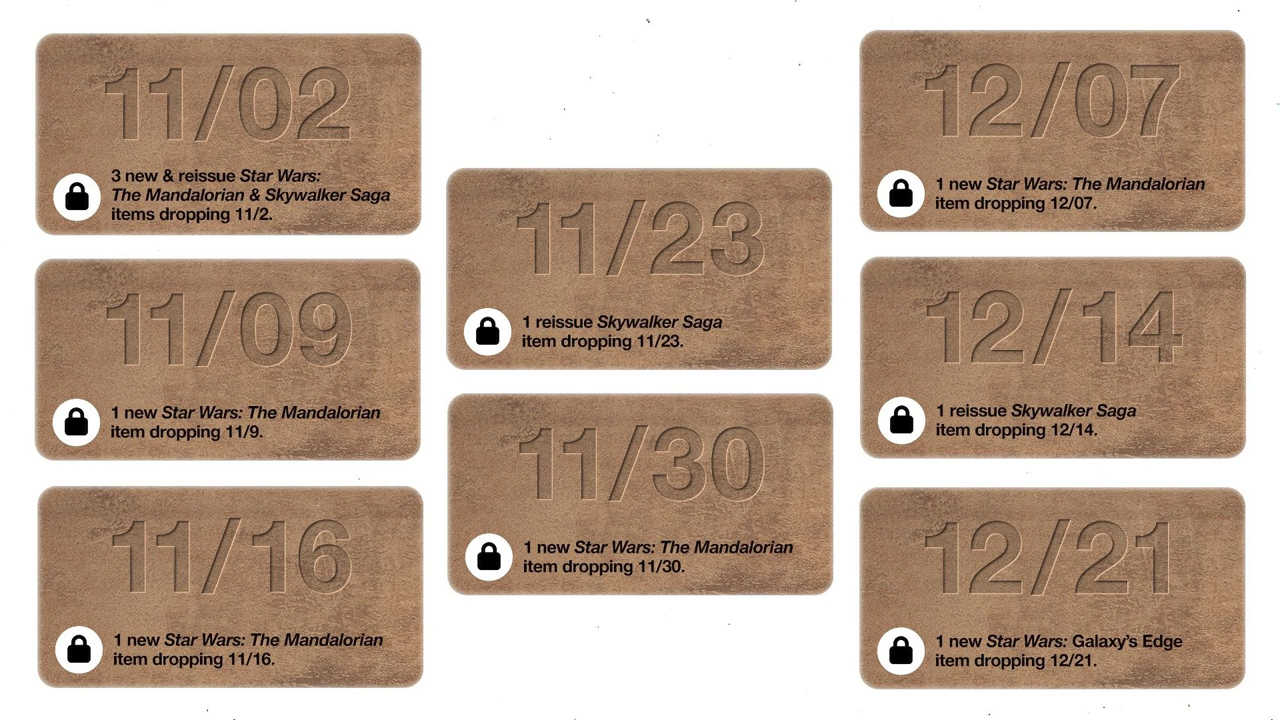 11/02
3 new & reissue Star Wars:
The Mandalorian & Skywalker Saga
items dropping 11/2.
11/09
1 new Star Wars: The Mandalorian
item dropping 11/9.
11/16
1 new Star Wars: The Mandalorian
item dropping 11/16.
11/23
1 reissue Skywalker Saga
item dropping 11/23.
11/30
1 new Star Wars: The Mandalorian
item dropping 11/30.
12/07
1 new Star Wars: The Mandalorian
item dropping 12/07.
12/14
1 reissue Skywalker Saga
item dropping 12/14.
12/21
1 new Star Wars: Galaxy’s Edge
item dropping 12/21.